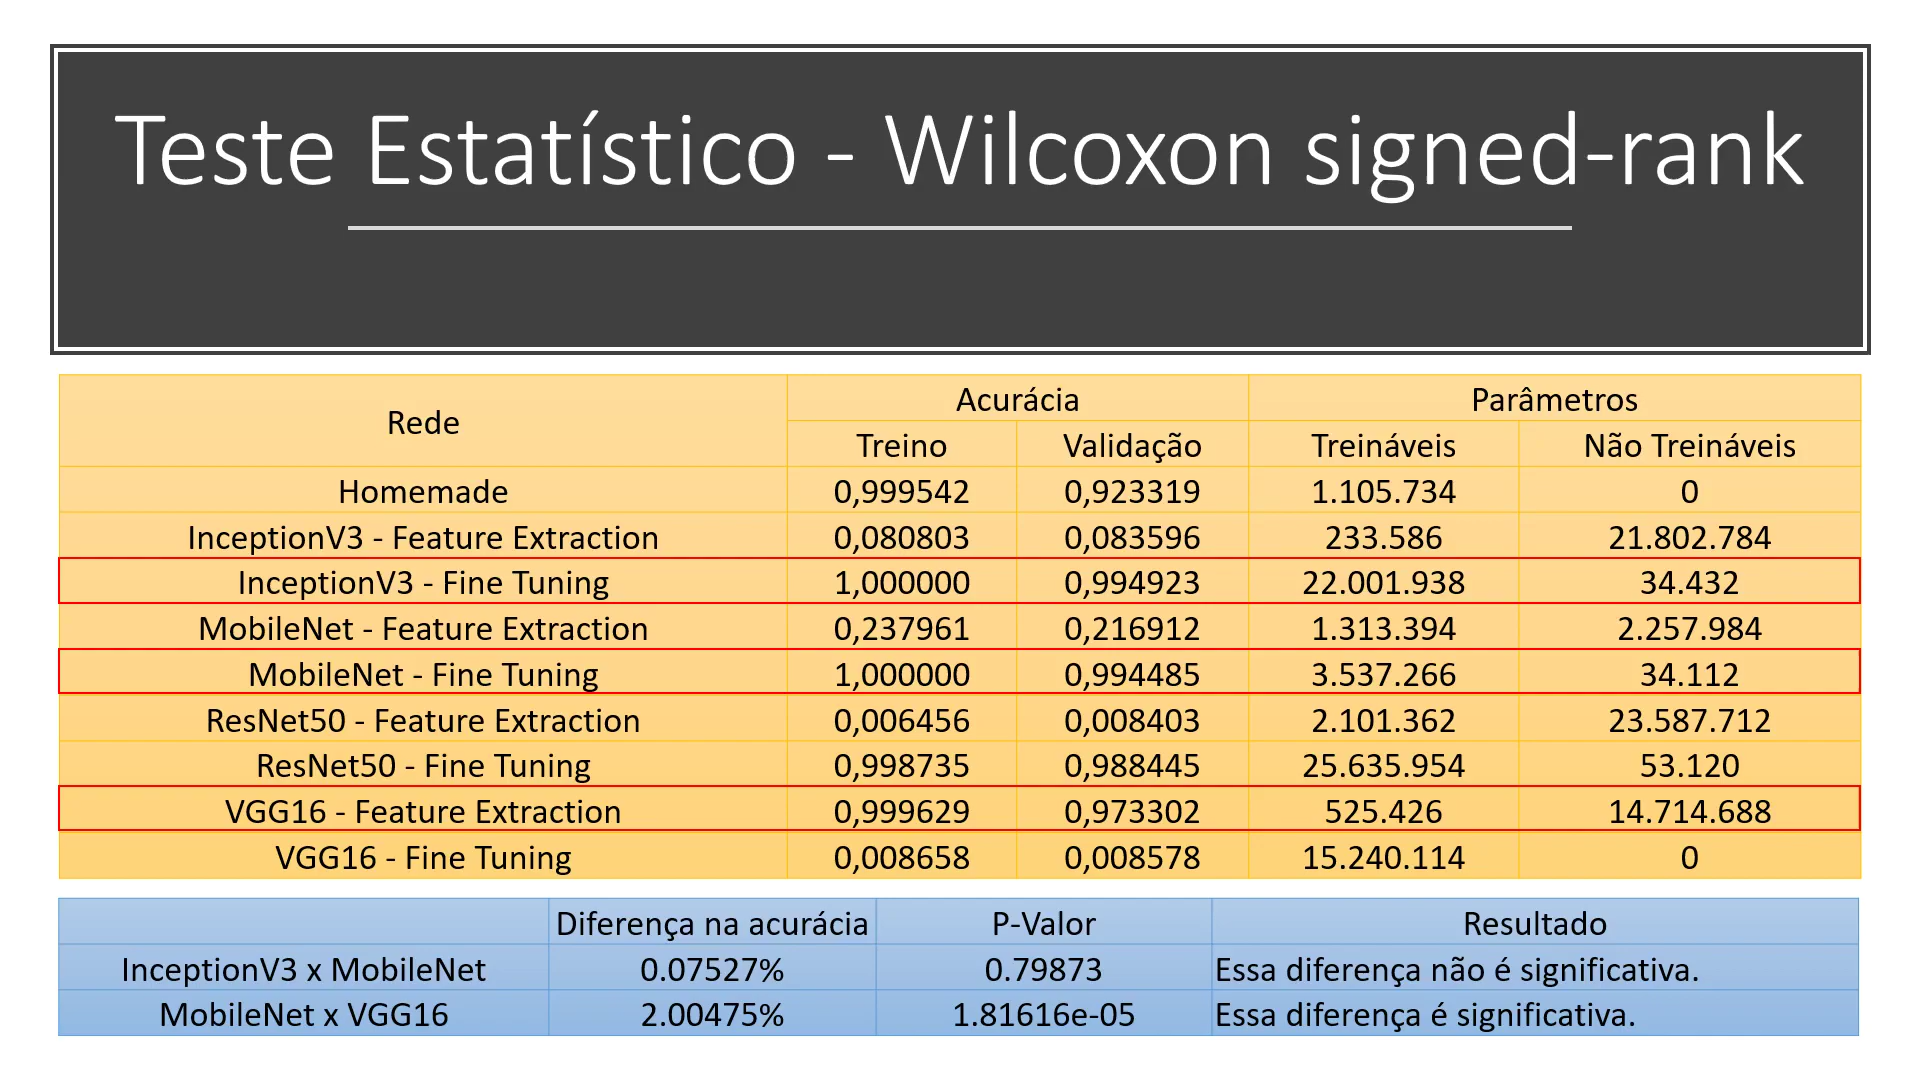 Teste Estatístico - Wilcoxon signed-rank
Rede Acurácia Parâmetros
Treino Validação Treináveis Não Treináveis
Homemade 0,999542 0,923319 1.105.734 0
InceptionV3 - Feature Extraction 0,080803 0,083596 233.586 21.802.784
InceptionV3 - Fine Tuning 1,000000 0,994923 22.001.938 34.432
MobileNet - Feature Extraction 0,237961 0,216912 1.313.394 2.257.984
MobileNet - Fine Tuning 1,000000 0,994485 3.537.266 34.112
ResNet50 - Feature Extraction 0,006456 0,008403 2.101.362 23.587.712
ResNet50 - Fine Tuning 0,998735 0,988445 25.635.954 53.120
VGG16 - Feature Extraction 0,999629 0,973302 525.426 14.714.688
VGG16 - Fine Tuning 0,008658 0,008578 15.240.114 0
Diferença na acurácia P-Valor Resultado
InceptionV3 x MobileNet 0.07527% 0.79873 Essa diferença não é significativa.
MobileNet x VGG16 2.00475% 1.81616e-05 Essa diferença é significativa.